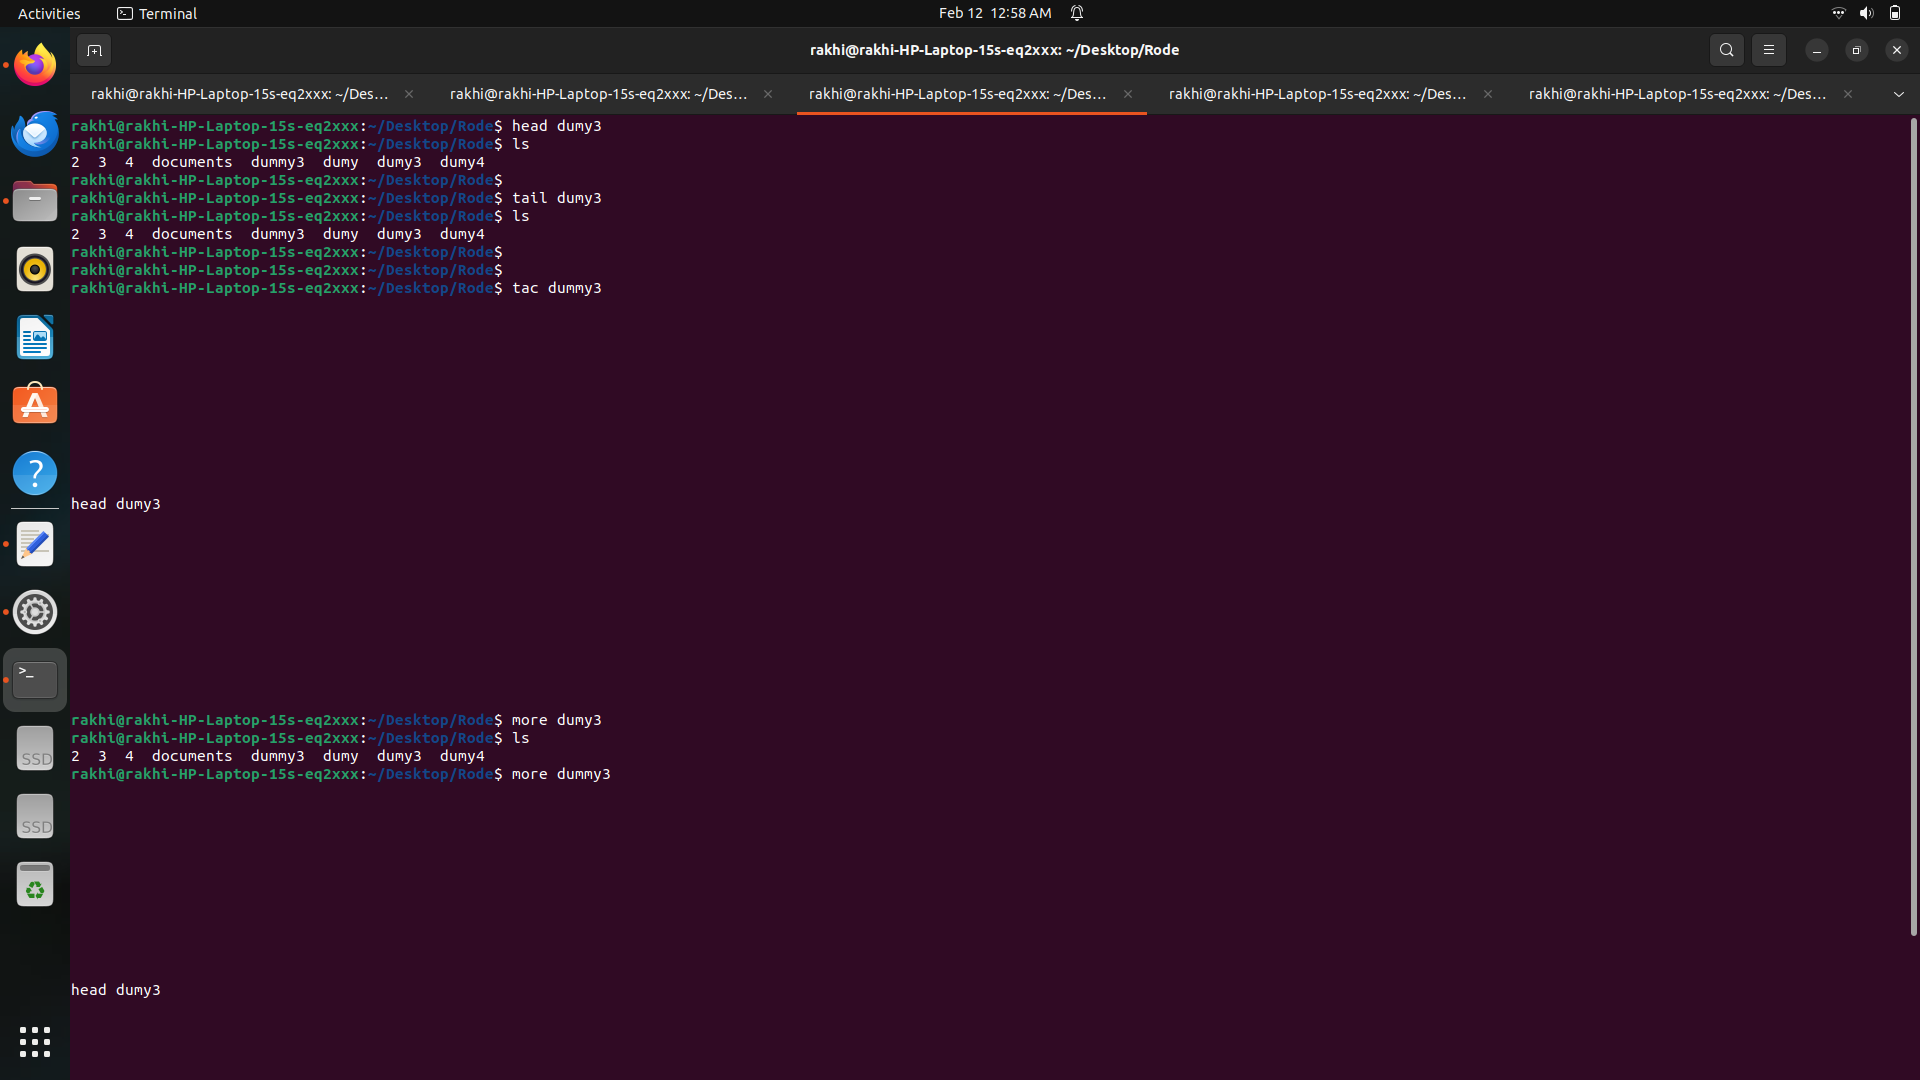 Activities
Terminal
Feb 12 12:58 AM
rakhi@rakhi-HP-Laptop-15s-eq2xxx: ~/Desktop/Rode
rakhi@rakhi-HP-Laptop-15s-eq2xxx: ~/Des...
rakhi@rakhi-HP-Laptop-15s-eq2xxx: ~/Des...
rakhi@rakhi-HP-Laptop-15s-eq2xxx: ~/Des...
rakhi@rakhi-HP-Laptop-15s-eq2xxx: ~/Des...
rakhi@rakhi-HP-Laptop-15s-eq2xxx: ~/Des...
rakhi@rakhi-HP-Laptop-15s-eq2xxx:~/Desktop/Rode$ head dumy3
rakhi@rakhi-HP-Laptop-15s-eq2xxx:~/Desktop/Rode$ ls
2  3  4  documents  dummy3  dumy  dumy3  dumy4
rakhi@rakhi-HP-Laptop-15s-eq2xxx:~/Desktop/Rode$
rakhi@rakhi-HP-Laptop-15s-eq2xxx:~/Desktop/Rode$ tail dumy3
rakhi@rakhi-HP-Laptop-15s-eq2xxx:~/Desktop/Rode$ ls
2  3  4  documents  dummy3  dumy  dumy3  dumy4
rakhi@rakhi-HP-Laptop-15s-eq2xxx:~/Desktop/Rode$
rakhi@rakhi-HP-Laptop-15s-eq2xxx:~/Desktop/Rode$
rakhi@rakhi-HP-Laptop-15s-eq2xxx:~/Desktop/Rode$ tac dummy3
head dumy3
rakhi@rakhi-HP-Laptop-15s-eq2xxx:~/Desktop/Rode$ more dumy3
rakhi@rakhi-HP-Laptop-15s-eq2xxx:~/Desktop/Rode$ ls
2  3  4  documents  dummy3  dumy  dumy3  dumy4
rakhi@rakhi-HP-Laptop-15s-eq2xxx:~/Desktop/Rode$ more dummy3
head dumy3
SSD
SSD